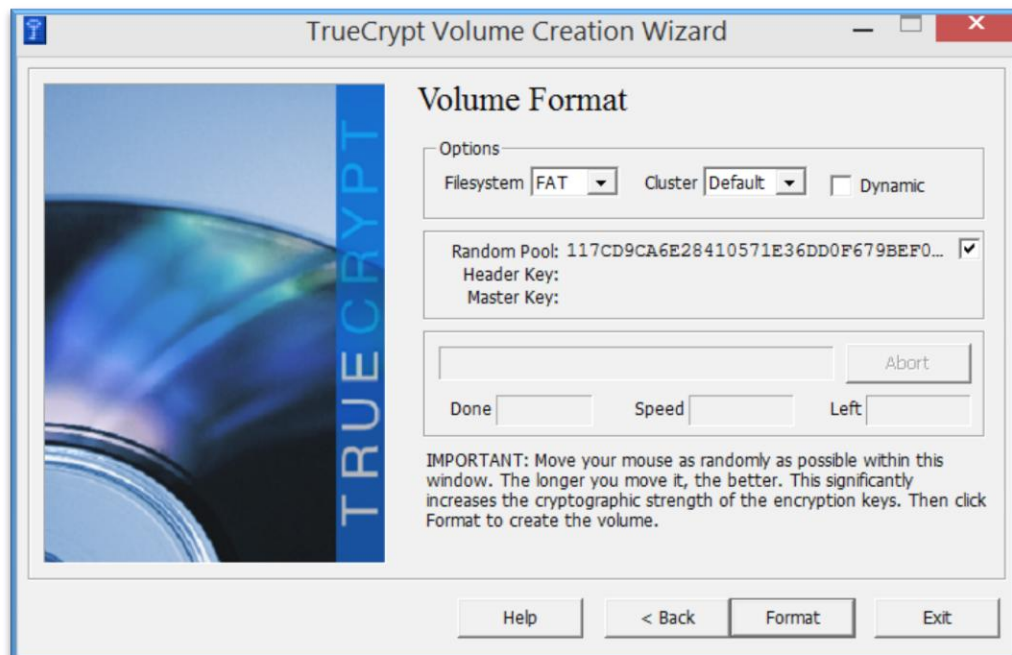 TrueCrypt Volume Creation Wizard
TRUECRYPT
Volume Format
Options
Filesystem FAT Cluster Default Dynamic
Random Pool: 117CD9CA6E28410571E36DD0F679BEF0...
Header Key:
Master Key:
Abort
Done Speed Left
IMPORTANT: Move your mouse as randomly as possible within this
window. The longer you move it, the better. This significantly
increases the cryptographic strength of the encryption keys. Then click
Format to create the volume.
Help < Back Format Exit